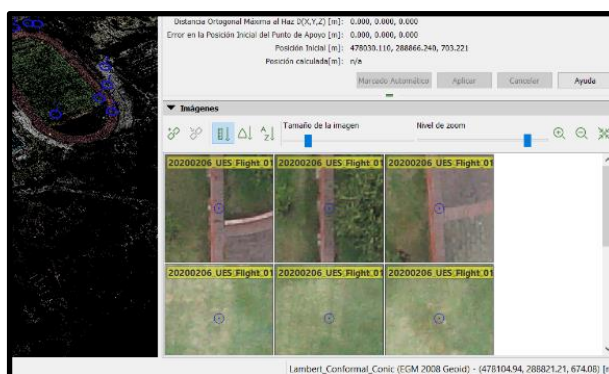 Distancia Ortogonal Máxima al Haz D(X,Y,Z) [m]: 0.000, 0.000, 0.000
Error en la Posición Inicial del Punto de Apoyo [m]: 0.000, 0.000, 0.000
Posición Inicial [m]: 478030.110, 288866.240, 703.221
Posición calculada[m]: n/a
Marcado Automático Aplicar Cancelar Ayuda
Imágenes
Tamaño de la imagen Nivel de zoom
20200206_UES_Flight_01 20200206_UES_Flight_01 20200206_UES_Flight_01
20200206_UES_Flight_01 20200206_UES_Flight_01 20200206_UES_Flight_01
Lambert_Conformal_Conic (EGM 2008 Geoid) - (478104.94, 288821.21, 674.08) [